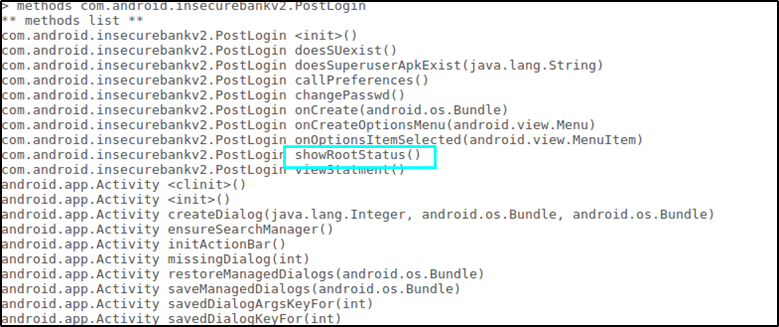 > methods com.android.insecurebankv2.PostLogin
** methods list **
com.android.insecurebankv2.PostLogin <init>()
com.android.insecurebankv2.PostLogin doesSUexist()
com.android.insecurebankv2.PostLogin doesSuperuserApkExist(java.lang.String)
com.android.insecurebankv2.PostLogin callPreferences()
com.android.insecurebankv2.PostLogin changePasswd()
com.android.insecurebankv2.PostLogin onCreate(android.os.Bundle)
com.android.insecurebankv2.PostLogin onCreateOptionsMenu(android.view.Menu)
com.android.insecurebankv2.PostLogin onOptionsItemSelected(android.view.MenuItem)
com.android.insecurebankv2.PostLogin showRootStatus()
com.android.insecurebankv2.PostLogin viewStatment()
android.app.Activity <clinit>()
android.app.Activity <init>()
android.app.Activity createDialog(java.lang.Integer, android.os.Bundle, android.os.Bundle)
android.app.Activity ensureSearchManager()
android.app.Activity initActionBar()
android.app.Activity missingDialog(int)
android.app.Activity restoreManagedDialogs(android.os.Bundle)
android.app.Activity saveManagedDialogs(android.os.Bundle)
android.app.Activity savedDialogArgsKeyFor(int)
android.app.Activity savedDialogKeyFor(int)